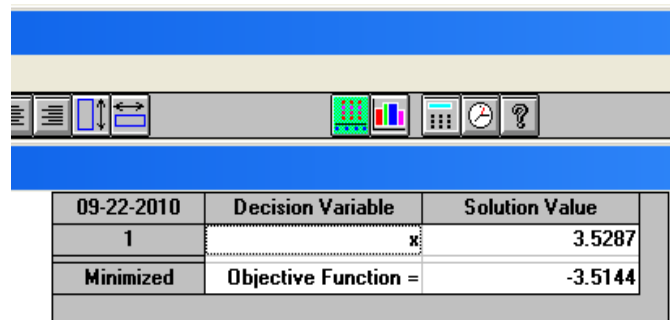 ?
09-22-2010 Decision Variable Solution Value
1 x 3.5287
Minimized Objective Function = -3.5144